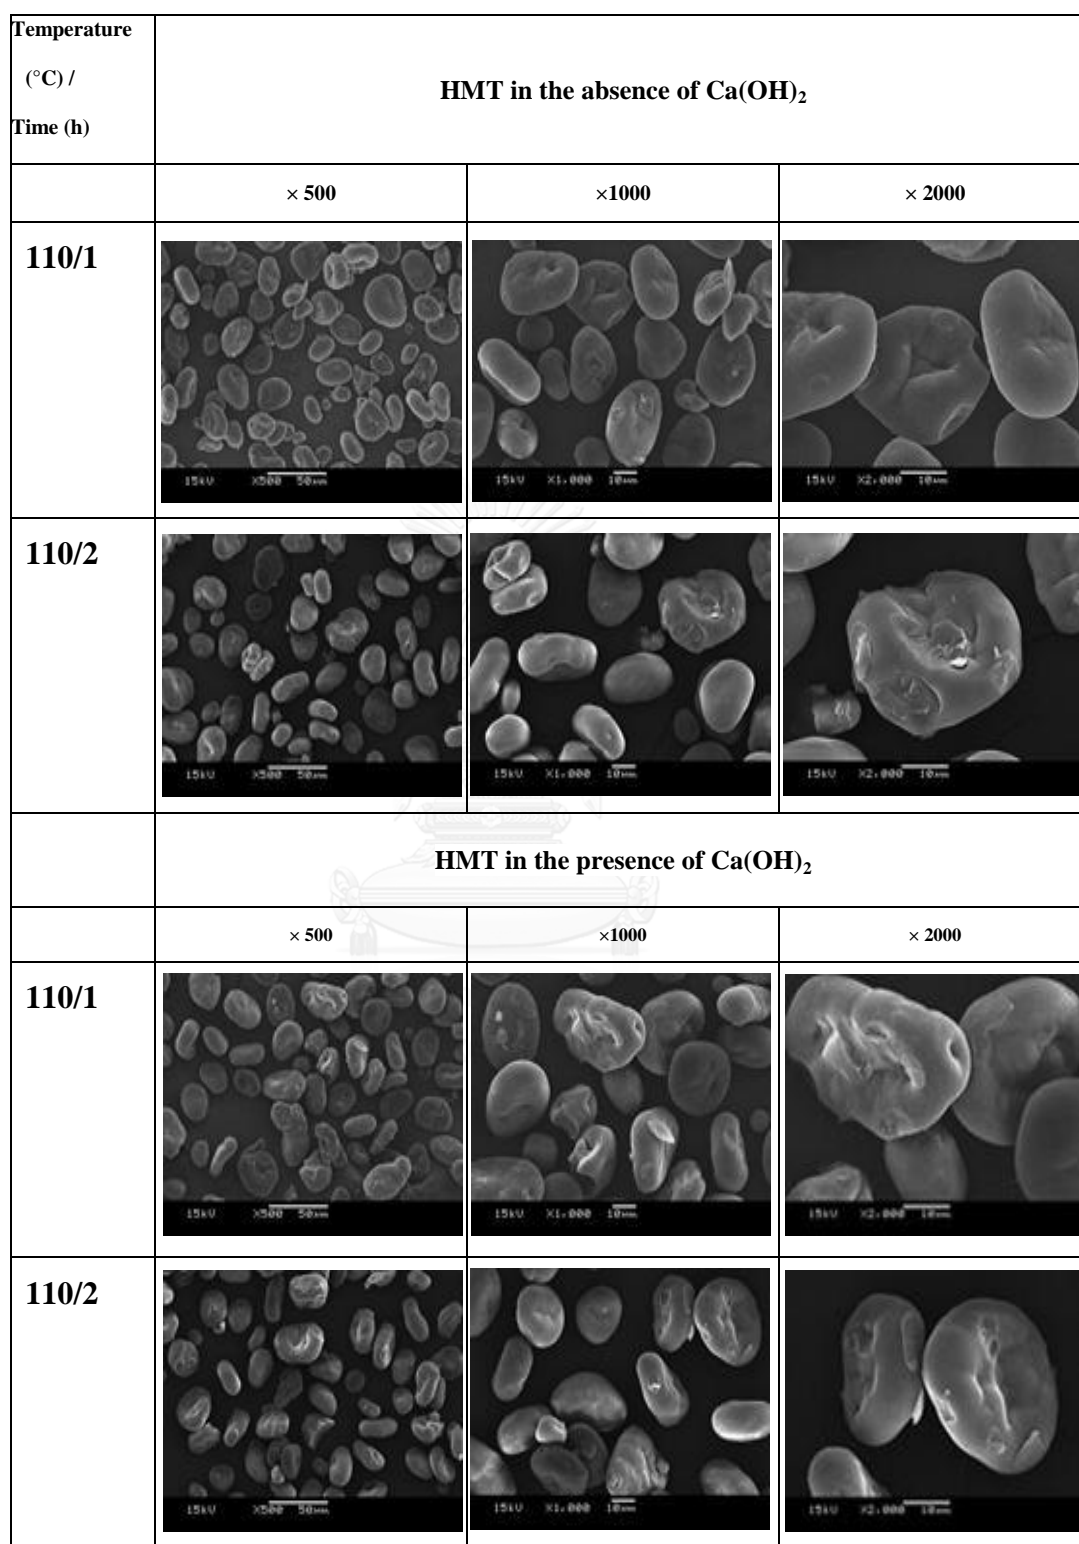 Temperature
(°C) /
Time (h)
HMT in the absence of Ca(OH)₂
× 500 ×1000 × 2000
110/1
15kV X500 50µm 15kV X1,000 10µm 15kV X2,000 10µm
110/2
15kV X500 50µm 15kV X1,000 10µm 15kV X2,000 10µm
HMT in the presence of Ca(OH)₂
× 500 ×1000 × 2000
110/1
15kV X500 50µm 15kV X1,000 10µm 15kV X2,000 10µm
110/2
15kV X500 50µm 15kV X1,000 10µm 15kV X2,000 10µm